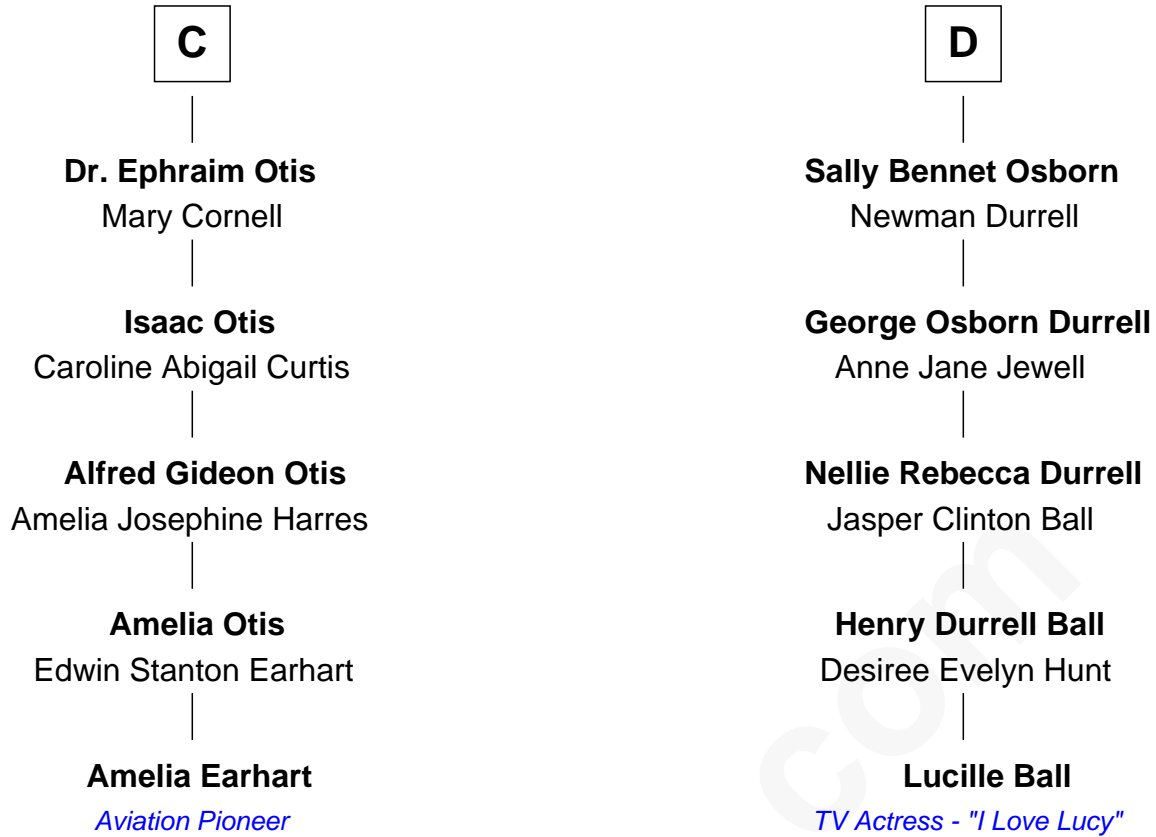 C
Dr. Ephraim Otis
Mary Cornell
Isaac Otis
Caroline Abigail Curtis
Alfred Gideon Otis
Amelia Josephine Harres
Amelia Otis
Edwin Stanton Earhart
Amelia Earhart
Aviation Pioneer
D
Sally Bennet Osborn
Newman Durrell
George Osborn Durrell
Anne Jane Jewell
Nellie Rebecca Durrell
Jasper Clinton Ball
Henry Durrell Ball
Desiree Evelyn Hunt
Lucille Ball
TV Actress - "I Love Lucy"
com